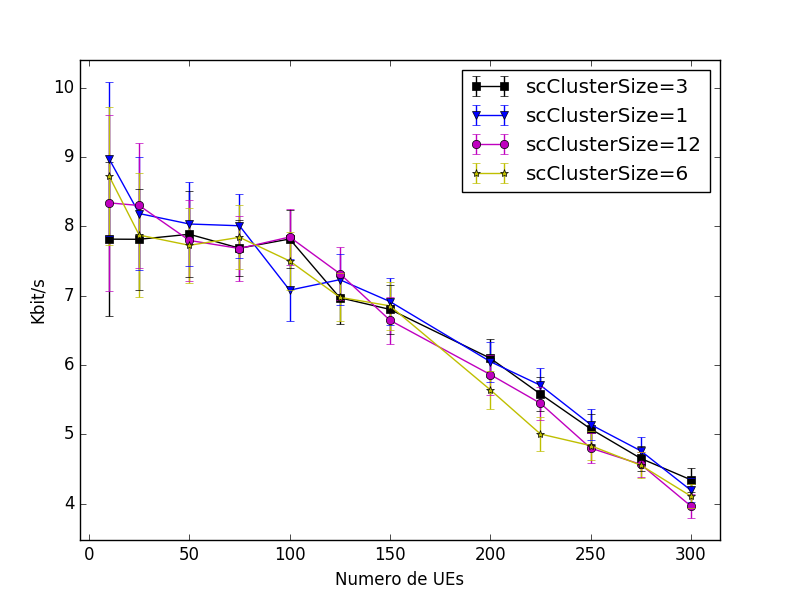 10
9
8
7
6
5
4
Kbit/s
0 50 100 150 200 250 300
Numero de UEs
scClusterSize=3
scClusterSize=1
scClusterSize=12
scClusterSize=6